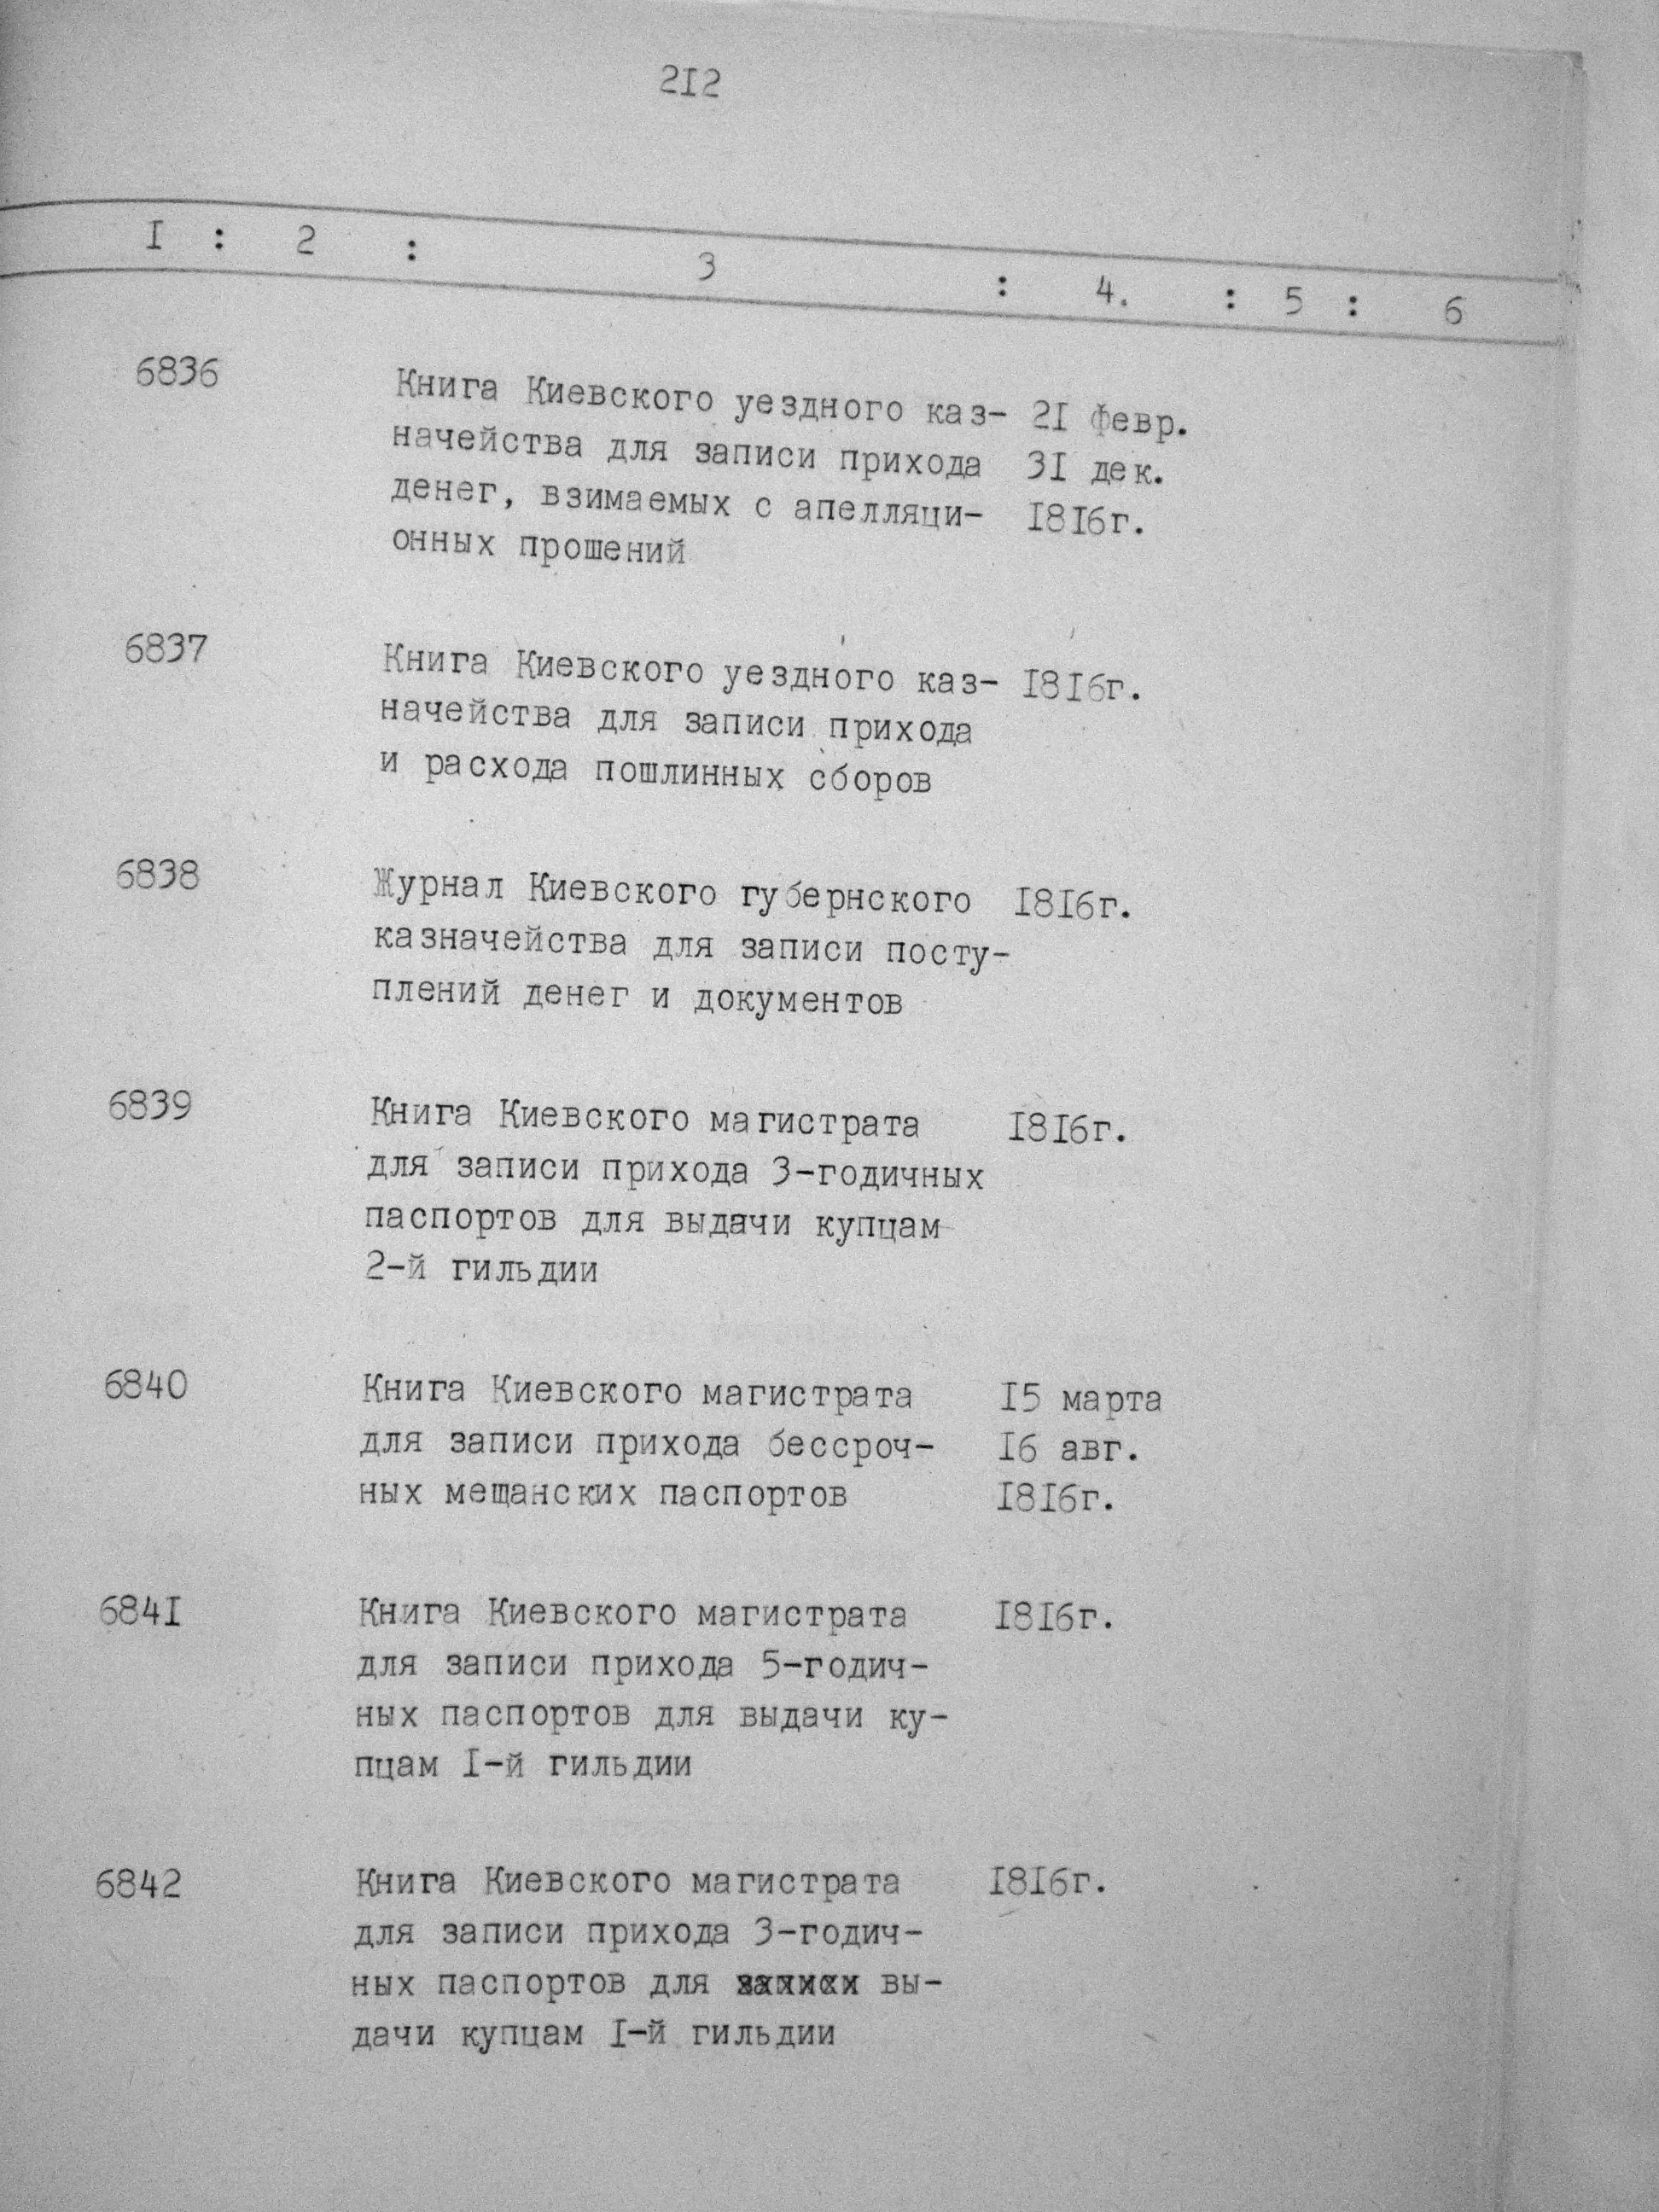 212
I : 2 : 3 : 4. : 5 : 6
6836 Книга Киевского уездного каз- 21 Февр.
начейства для записи прихода 31 дек.
денег, взимаемых с апелляци- 1816г.
онных прошений
6837 Книга Киевского уездного каз- 1816г.
начейства для записи прихода
и расхода пошлинных сборов
6838 Журнал Киевского губернского 1816г.
казначейства для записи посту-
плений денег и документов
6839 Книга Киевского магистрата 1816г.
для записи прихода 3-годичных
паспортов для выдачи купцам
2-й гильдии
6840 Книга Киевского магистрата 15 марта
для записи прихода бессроч- 16 авг.
ных мещанских паспортов 1816г.
6841 Книга Киевского магистрата 1816г.
для записи прихода 5-годич-
ных паспортов для выдачи ку-
пцам I-й гильдии
6842 Книга Киевского магистрата 1816г.
для записи прихода 3-годич-
ных паспортов для записи вы-
дачи купцам I-й гильдии